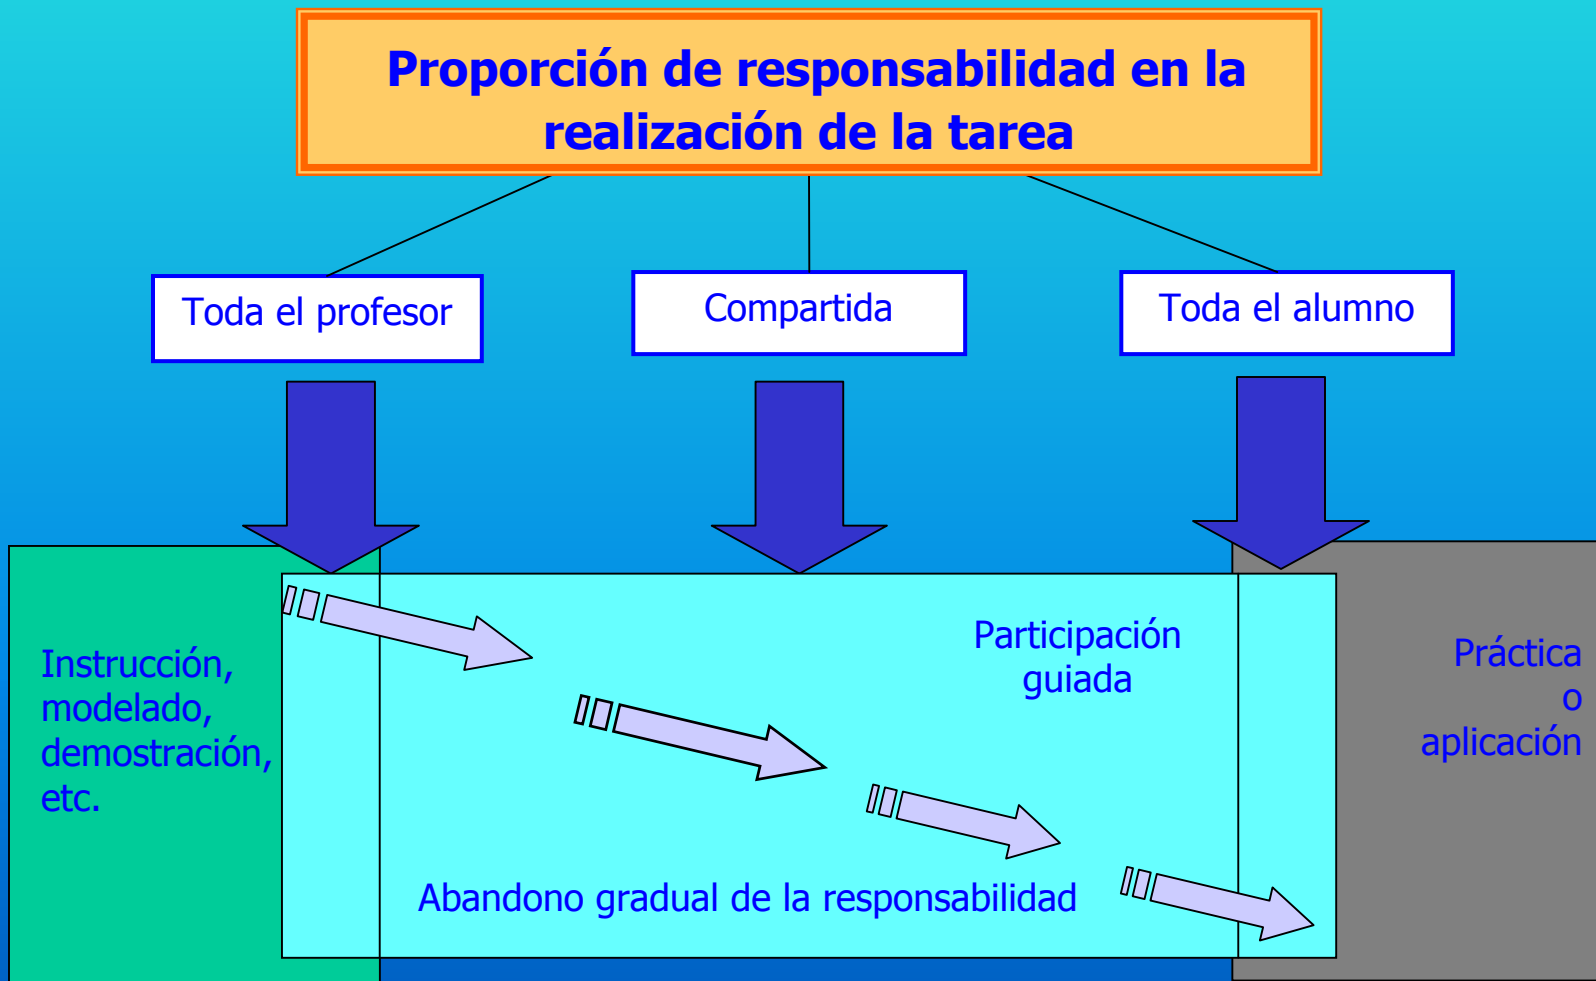 Proporción de responsabilidad en la
realización de la tarea
Toda el profesor
Compartida
Toda el alumno
Instrucción,
modelado,
demostración,
etc.
Participación
guiada
Abandono gradual de la responsabilidad
Práctica
o
aplicación